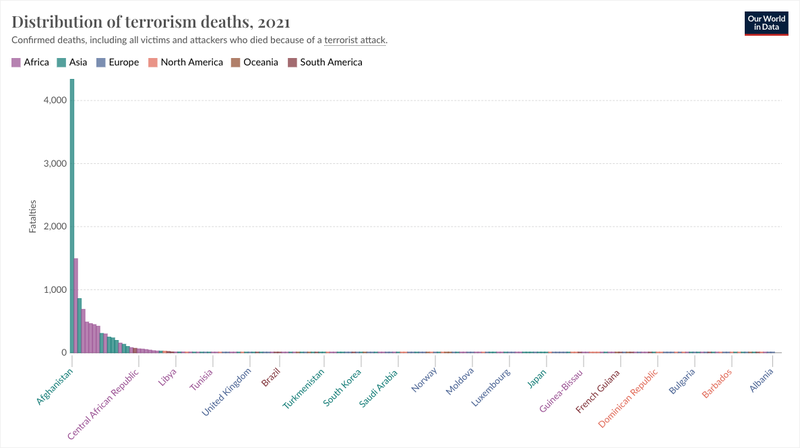 Distribution of terrorism deaths, 2021
Our World
in Data
Confirmed deaths, including all victims and attackers who died because of a terrorist attack.
Africa Asia Europe North America Oceania South America
4,000
3,000
2,000
1,000
0
Fatalties
Afghanistan
Central African Republic
Libya
Tunisia
United Kingdom
Brazil
Turkmenistan
South Korea
Saudi Arabia
Norway
Moldova
Luxembourg
Japan
Guinea-Bissau
French Guiana
Dominican Republic
Bulgaria
Barbados
Albania